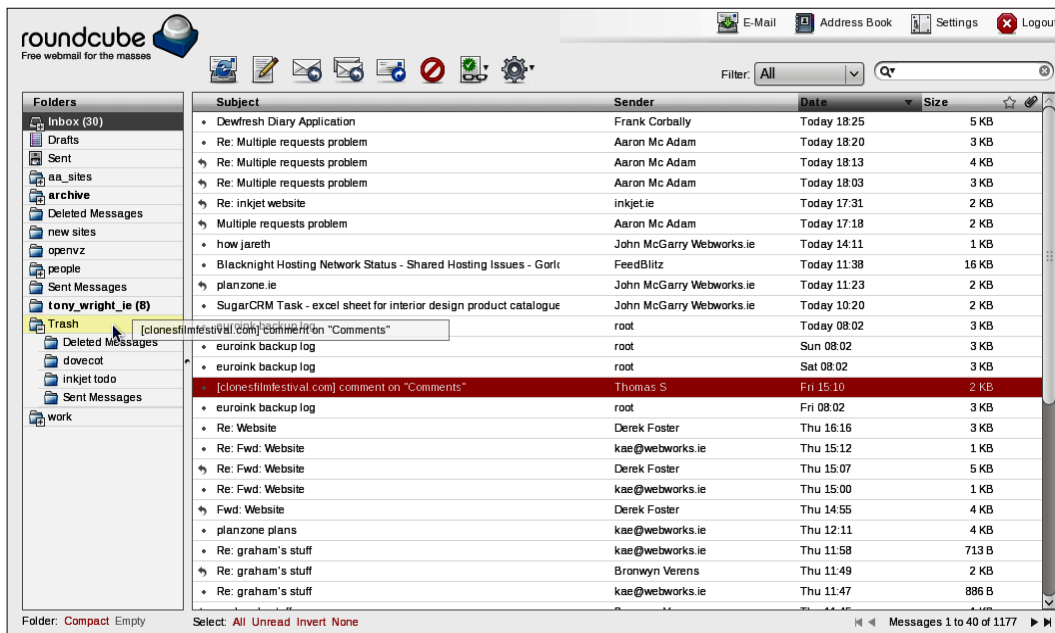 roundcube
Free webmail for the masses
E-Mail Address Book Settings Logout
Filter: All
Folders
Inbox (30)
Drafts
Sent
aa_sites
archive
Deleted Messages
new sites
openvz
people
Sent Messages
tony_wright_ie (8)
Trash
[clonesfilmfestival.com] comment on "Comments"
Deleted Messages
dovecot
inkjet todo
Sent Messages
work
Subject Sender Date Size
Dewfresh Diary Application Frank Corbally Today 18:25 5 KB
Re: Multiple requests problem Aaron Mc Adam Today 18:20 3 KB
Re: Multiple requests problem Aaron Mc Adam Today 18:13 4 KB
Re: Multiple requests problem Aaron Mc Adam Today 18:03 3 KB
Re: inkjet website inkjet.ie Today 17:31 2 KB
Multiple requests problem Aaron Mc Adam Today 17:18 2 KB
how jareth John McGarry Webworks.ie Today 14:11 1 KB
Blacknight Hosting Network Status - Shared Hosting Issues - Gorlo FeedBlitz Today 11:38 16 KB
planzone.ie John McGarry Webworks.ie Today 11:23 2 KB
SugarCRM Task - excel sheet for interior design product catalogue John McGarry Webworks.ie Today 10:20 2 KB
euroink backup log root Today 08:02 3 KB
euroink backup log root Sun 08:02 3 KB
euroink backup log root Sat 08:02 3 KB
[clonesfilmfestival.com] comment on "Comments" Thomas S Fri 15:10 2 KB
euroink backup log root Fri 08:02 3 KB
Re: Website Derek Foster Thu 16:16 3 KB
Re: Fwd: Website kae@webworks.ie Thu 15:12 1 KB
Re: Fwd: Website Derek Foster Thu 15:07 5 KB
Re: Fwd: Website kae@webworks.ie Thu 15:00 1 KB
Fwd: Website Derek Foster Thu 14:55 4 KB
planzone plans kae@webworks.ie Thu 12:11 4 KB
Re: graham's stuff kae@webworks.ie Thu 11:58 713 B
Re: graham's stuff Bronwyn Verens Thu 11:49 2 KB
Re: graham's stuff kae@webworks.ie Thu 11:47 886 B
Folder: Compact Empty
Select: All Unread Invert None
Messages 1 to 40 of 1177